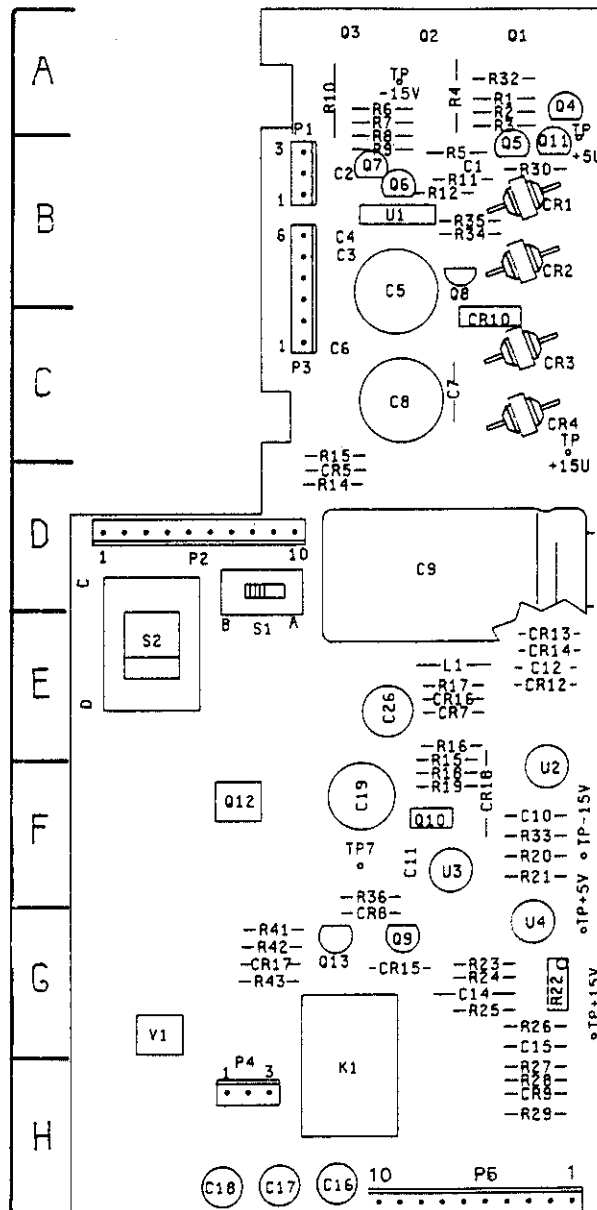 A
Q3 Q2 Q1
TP
-15V
R10
R4
R32
R6
R1
R7
R2
Q4
R8
R3
TP
+5V
P1
R9
R5
Q5
Q11
3
C2
Q7
C1
R30
B
Q6
R11
1
R12
CR1
U1
R35
R34
6
C4
C3
CR2
C5
Q8
CR10
C
1
C6
CR3
P3
C7
C8
CR4
TP
+15V
R15
CR5
R14
D
1
P2
10
C9
C
B
S1
A
S2
D
E
CR13
CR14
L1
C12
R17
CR12
CR16
C26
CR7
R16
R15
U2
R18
R19
CR18
F
Q12
C19
Q10
C10
R33
TP-15V
TP7
C11
R20
U3
R21
TP+5V
R36
CR8
U4
G
R41
R42
Q13
Q9
CR17
CR15
R23
R43
R24
R22
C14
TP+15V
R25
V1
R26
C15
P4
K1
1 3
R27
R28
CR9
R29
H
C18
C17
C16
10 P5 1